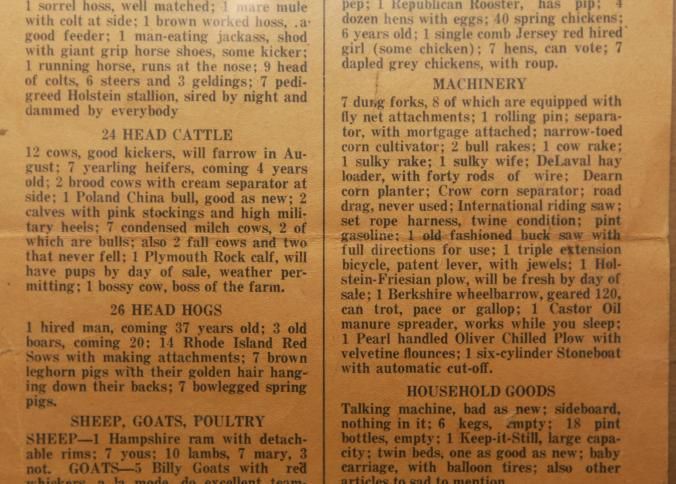 1 sorrel hoss, well matched; 1 mare mule
with colt at side; 1 brown worked hoss, a
good feeder; 1 man-eating jackass, shod
with giant grip horse shoes, some kicker;
1 running horse, runs at the nose; 9 head
of colts, 6 steers and 3 geldings; 7 pedi-
greed Holstein stallion, sired by night and
dammed by everybody
24 HEAD CATTLE
12 cows, good kickers, will farrow in Au-
gust; 7 yearling heifers, coming 4 years
old; 2 brood cows with cream separator at
side; 1 Poland China bull, good as new; 2
calves with pink stockings and high mili-
tary heels; 7 condensed milch cows, 2 of
which are bulls; also 2 fall cows and two
that never fell; 1 Plymouth Rock calf, will
have pups by day of sale, weather per-
mitting; 1 bossy cow, boss of the farm.
26 HEAD HOGS
1 hired man, coming 37 years old; 3 old
boars, coming 20; 14 Rhode Island Red
Sows with making attachments; 7 brown
leghorn pigs with their golden hair hang-
ing down their backs; 7 bowlegged spring
pigs.
SHEEP, GOATS, POULTRY
SHEEP—1 Hampshire ram with detach-
able rims; 7 yous; 10 lambs, 7 mary, 3
not. GOATS—5 Billy Goats with red
whiskers, a la mode, do excellent team-
pep; 1 Republican Rooster, has pip; 4
dozen hens with eggs; 40 spring chickens;
6 years old; 1 single comb Jersey red hired
girl (some chicken); 7 hens, can vote; 7
dapled grey chickens, with roup.
MACHINERY
7 dung forks, 8 of which are equipped with
fly net attachments; 1 rolling pin; separa-
tor, with mortgage attached; narrow-toed
corn cultivator; 2 bull rakes; 1 cow rake;
1 sulky rake; 1 sulky wife; DeLaval hay
loader, with forty rods of wire; Dearn
corn planter; Crow corn separator; road
drag, never used; International riding saw;
set rope harness, twine condition; pint
gasoline; 1 old fashioned buck saw with
full directions for use; 1 triple extension
bicycle, patent lever, with jewels; 1 Hol-
stein-Friesian plow, will be fresh by day of
sale; 1 Berkshire wheelbarrow, geared 120,
can trot, pace or gallop; 1 Castor Oil
manure spreader, works while you sleep;
1 Pearl handled Oliver Chilled Plow with
velvetine flounces; 1 six-cylinder Stoneboat
with automatic cut-off.
HOUSEHOLD GOODS
Talking machine, bad as new; sideboard,
nothing in it; 6 kegs, empty; 18 pint
bottles, empty; 1 Keep-it-Still, large capa-
city; twin beds, one as good as new; baby
carriage, with balloon tires; also other
articles to sad to mention